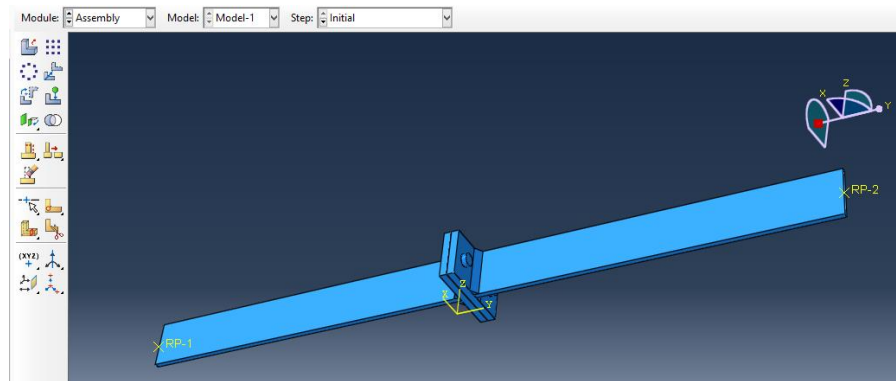 Module: Assembly Model: Model-1 Step: Initial
Z
X
Y
RP-2
Z
X
Y
RP-1
(XYZ)